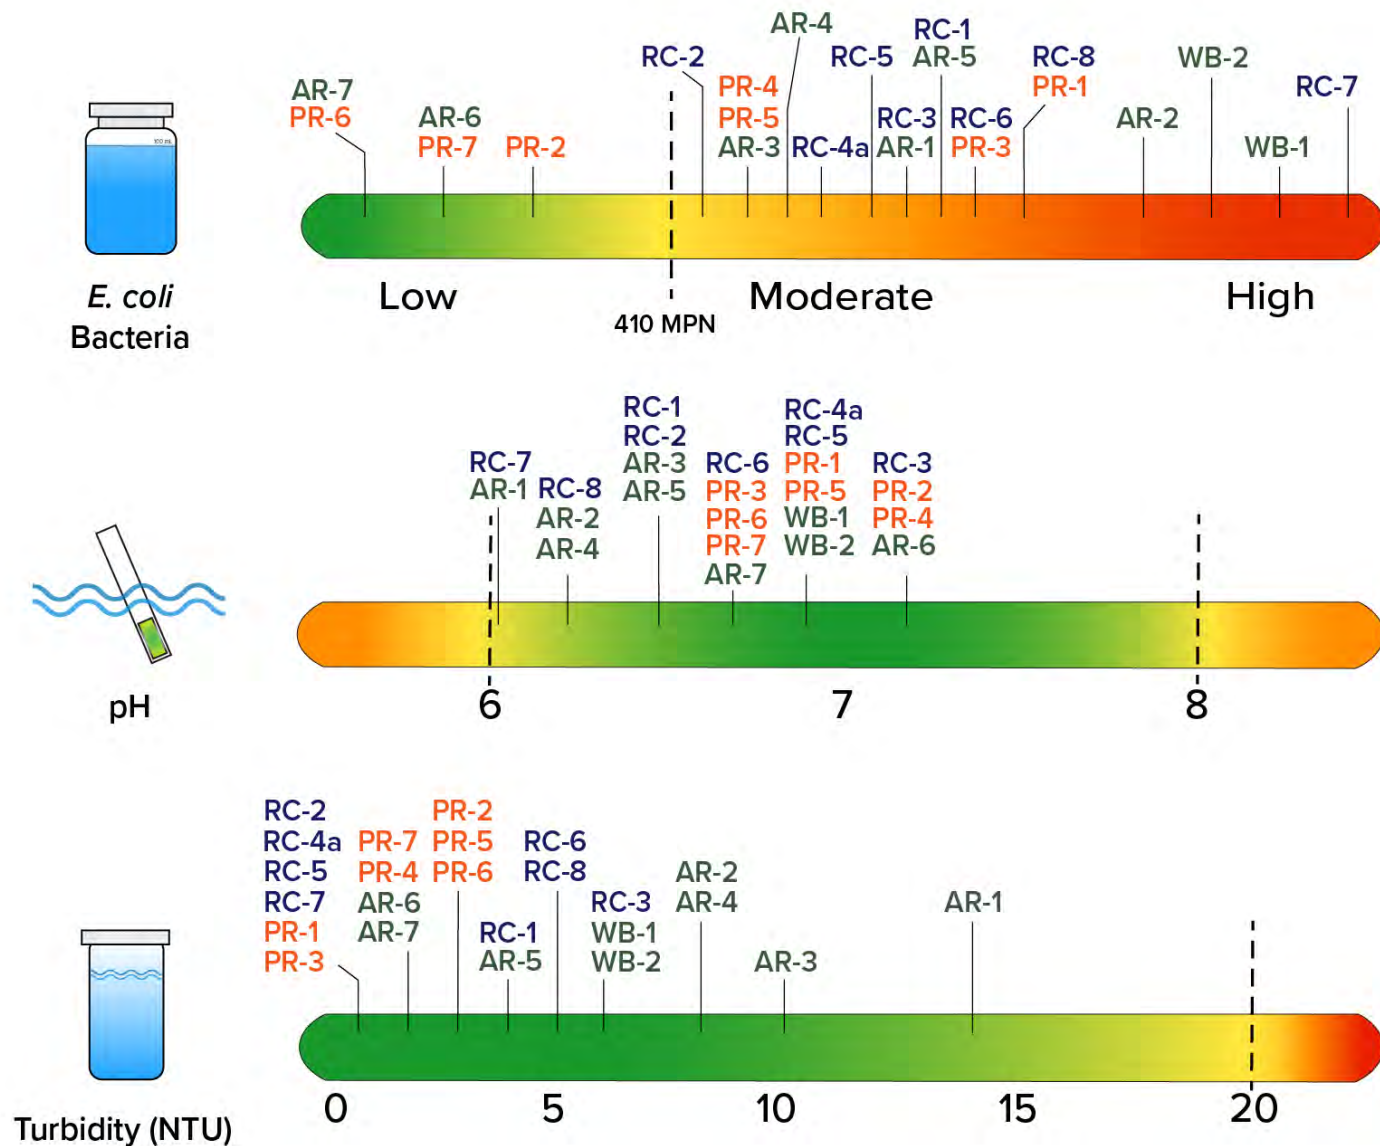 AR-4
RC-1
RC-2
RC-5
AR-5
RC-8
WB-2
AR-7
PR-4
PR-1
RC-7
PR-6
AR-6
PR-5
RC-3
RC-6
AR-2
PR-7
PR-2
AR-3
RC-4a
AR-1
PR-3
WB-1
100 mL
E. coli
Bacteria
Low
Moderate
High
410 MPN
RC-1
RC-2
AR-3
AR-5
RC-4a
RC-5
PR-1
PR-5
WB-1
WB-2
RC-7
AR-1
RC-8
AR-2
AR-4
RC-6
PR-3
PR-6
PR-7
AR-7
RC-3
PR-2
PR-4
AR-6
pH
6
7
8
RC-2
RC-4a
RC-5
RC-7
PR-1
PR-3
PR-7
PR-4
AR-6
AR-7
PR-2
PR-5
PR-6
RC-1
AR-5
RC-6
RC-8
RC-3
WB-1
WB-2
AR-2
AR-4
AR-3
AR-1
Turbidity (NTU)
0
5
10
15
20